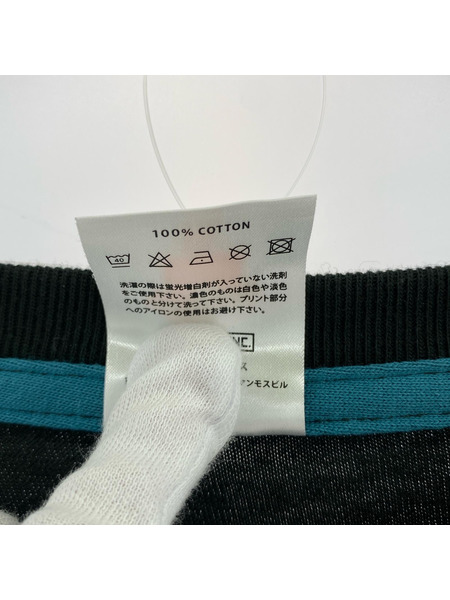 100% COTTON
40
洗濯の際は蛍光増白剤が入っていない洗剤
をご使用下さい。濃色のものは白色や淡色
のものと分けて洗って下さい。プリント部分
へのアイロンの使用はお避け下さい。
NC.
ァンモスビル